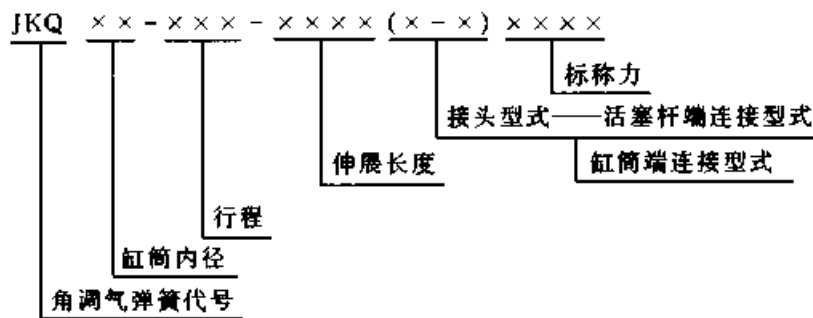 JKQ ××-×××-××××(×-×)××××
标称力
接头型式——活塞杆端连接型式
缸筒端连接型式
伸展长度
行程
缸筒内径
角调气弹簧代号